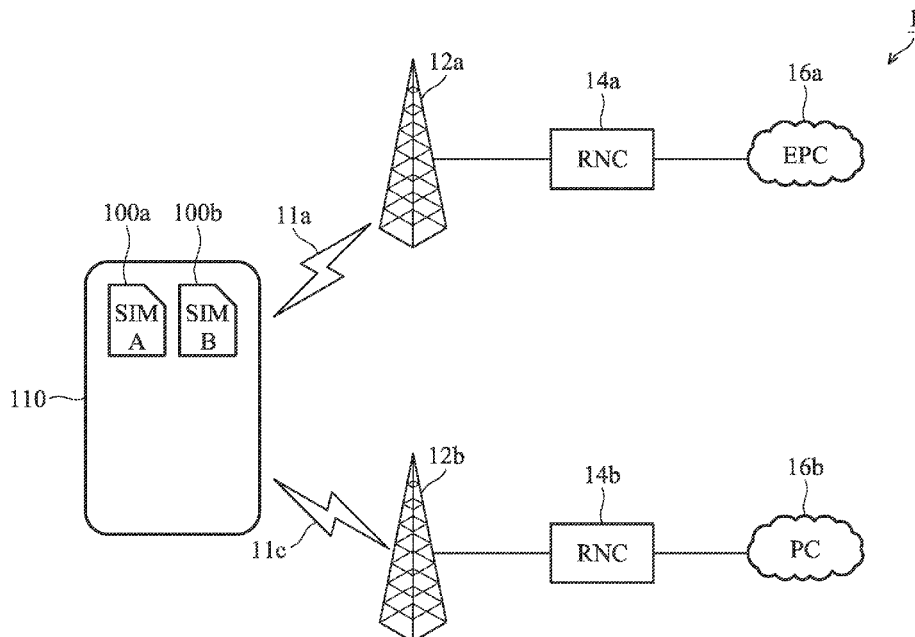 1
12a
14a
16a
RNC
EPC
100a
100b
11a
SIM
A
SIM
B
110
12b
14b
16b
11c
RNC
PC